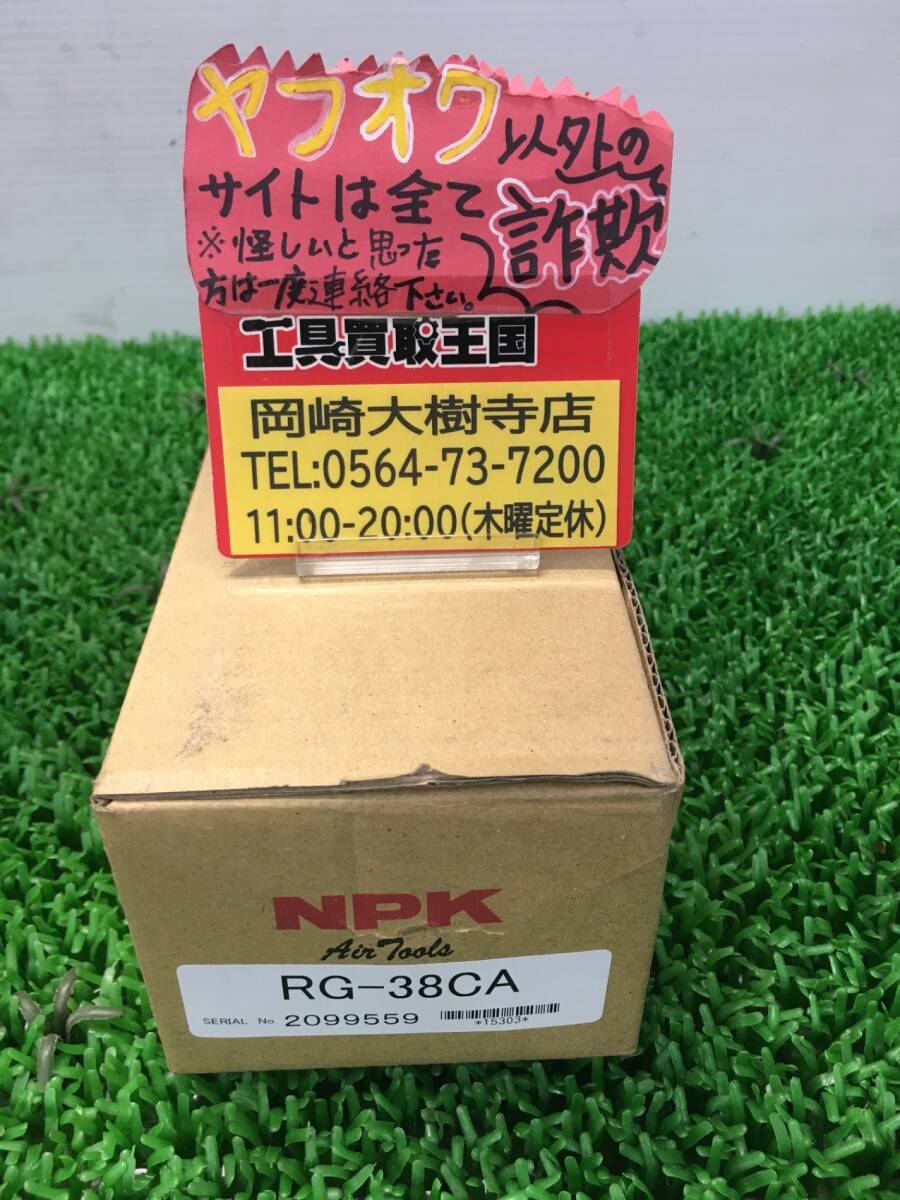 ヤフオク以外の
サイトは全て詐欺
※怪しいと思った
方は一度連絡下さい。
工具買取王国
岡崎大樹寺店
TEL:0564-73-7200
11:00-20:00(木曜定休)
NPK
Air Tools
RG-38CA
SERIAL No. 2099559 *15303*